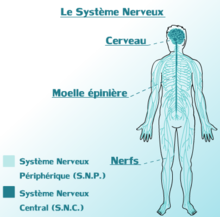 Le Système Nerveux
Cerveau
Moelle épinière
Nerfs
Système Nerveux
Périphérique (S.N.P.)
Système Nerveux
Central (S.N.C.)